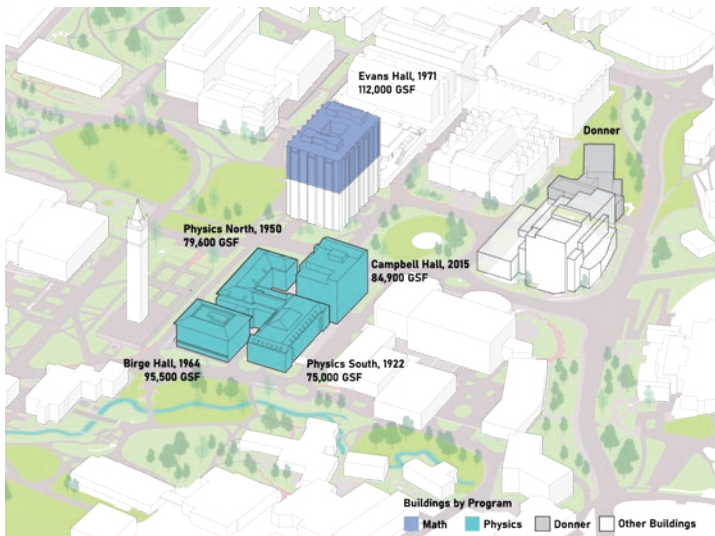 Evans Hall, 1971
112,000 GSF
Donner
Physics North, 1950
79,600 GSF
Campbell Hall, 2015
84,900 GSF
Birge Hall, 1964
95,500 GSF
Physics South, 1922
75,000 GSF
Buildings by Program
Math
Physics
Donner
Other Buildings